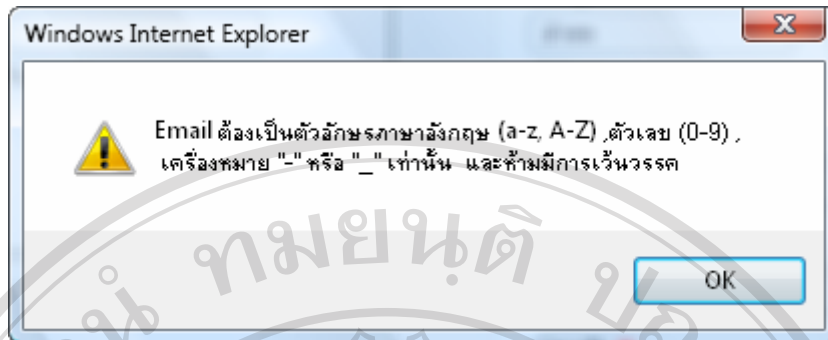 Windows Internet Explorer
Email ต้องเป็นตัวอักษรภาษาอังกฤษ (a-z, A-Z) ,ตัวเลข (0-9) ,
เครื่องหมาย "-" หรือ "_" เท่านั้น และห้ามมีการเว้นวรรค
OK